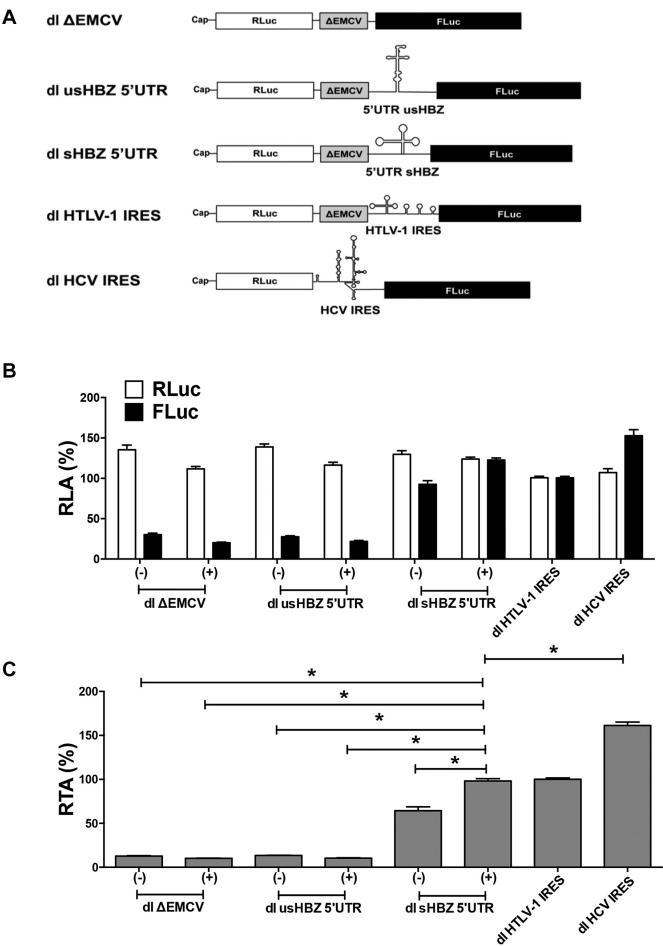 A
dl ΔEMCV
Cap
RLuc
ΔEMCV
FLuc
dl usHBZ 5'UTR
Cap
RLuc
ΔEMCV
FLuc
5'UTR usHBZ
dl sHBZ 5'UTR
Cap
RLuc
ΔEMCV
FLuc
5'UTR sHBZ
dl HTLV-1 IRES
Cap
RLuc
ΔEMCV
FLuc
HTLV-1 IRES
dl HCV IRES
Cap
RLuc
FLuc
HCV IRES
B
RLuc
FLuc
RLA (%)
200
150
100
50
0
(-) (+) (-) (+) (-) (+)
dl ΔEMCV dl usHBZ 5'UTR dl sHBZ 5'UTR dl HTLV-1 IRES dl HCV IRES
C
* * * * * *
RTA (%)
200
150
100
50
0
(-) (+) (-) (+) (-) (+)
dl ΔEMCV dl usHBZ 5'UTR dl sHBZ 5'UTR dl HTLV-1 IRES dl HCV IRES